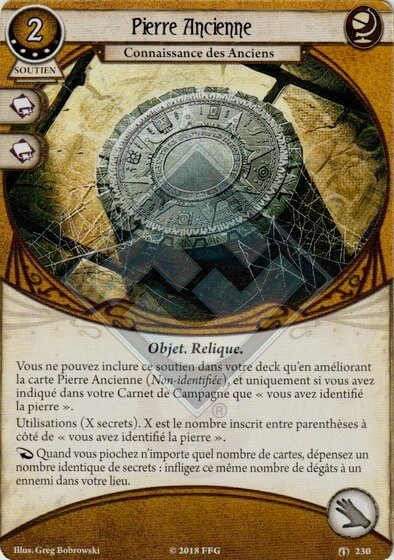 2
Pierre Ancienne
Connaissance des Anciens
SOUTIEN
Objet. Relique.
Vous ne pouvez inclure ce soutien dans votre deck qu'en améliorant
la carte Pierre Ancienne (Non-identifiée), et uniquement si vous avez
indiqué dans votre Carnet de Campagne que « vous avez identifié
la pierre ».
Utilisations (X secrets). X est le nombre inscrit entre parenthèses à
côté de « vous avez identifié la pierre ».
Quand vous piochez n'importe quel nombre de cartes, dépensez un
nombre identique de secrets : infligez ce même nombre de dégâts à un
ennemi dans votre lieu.
Illus. Greg Bobrowski
© 2018 FFG
230